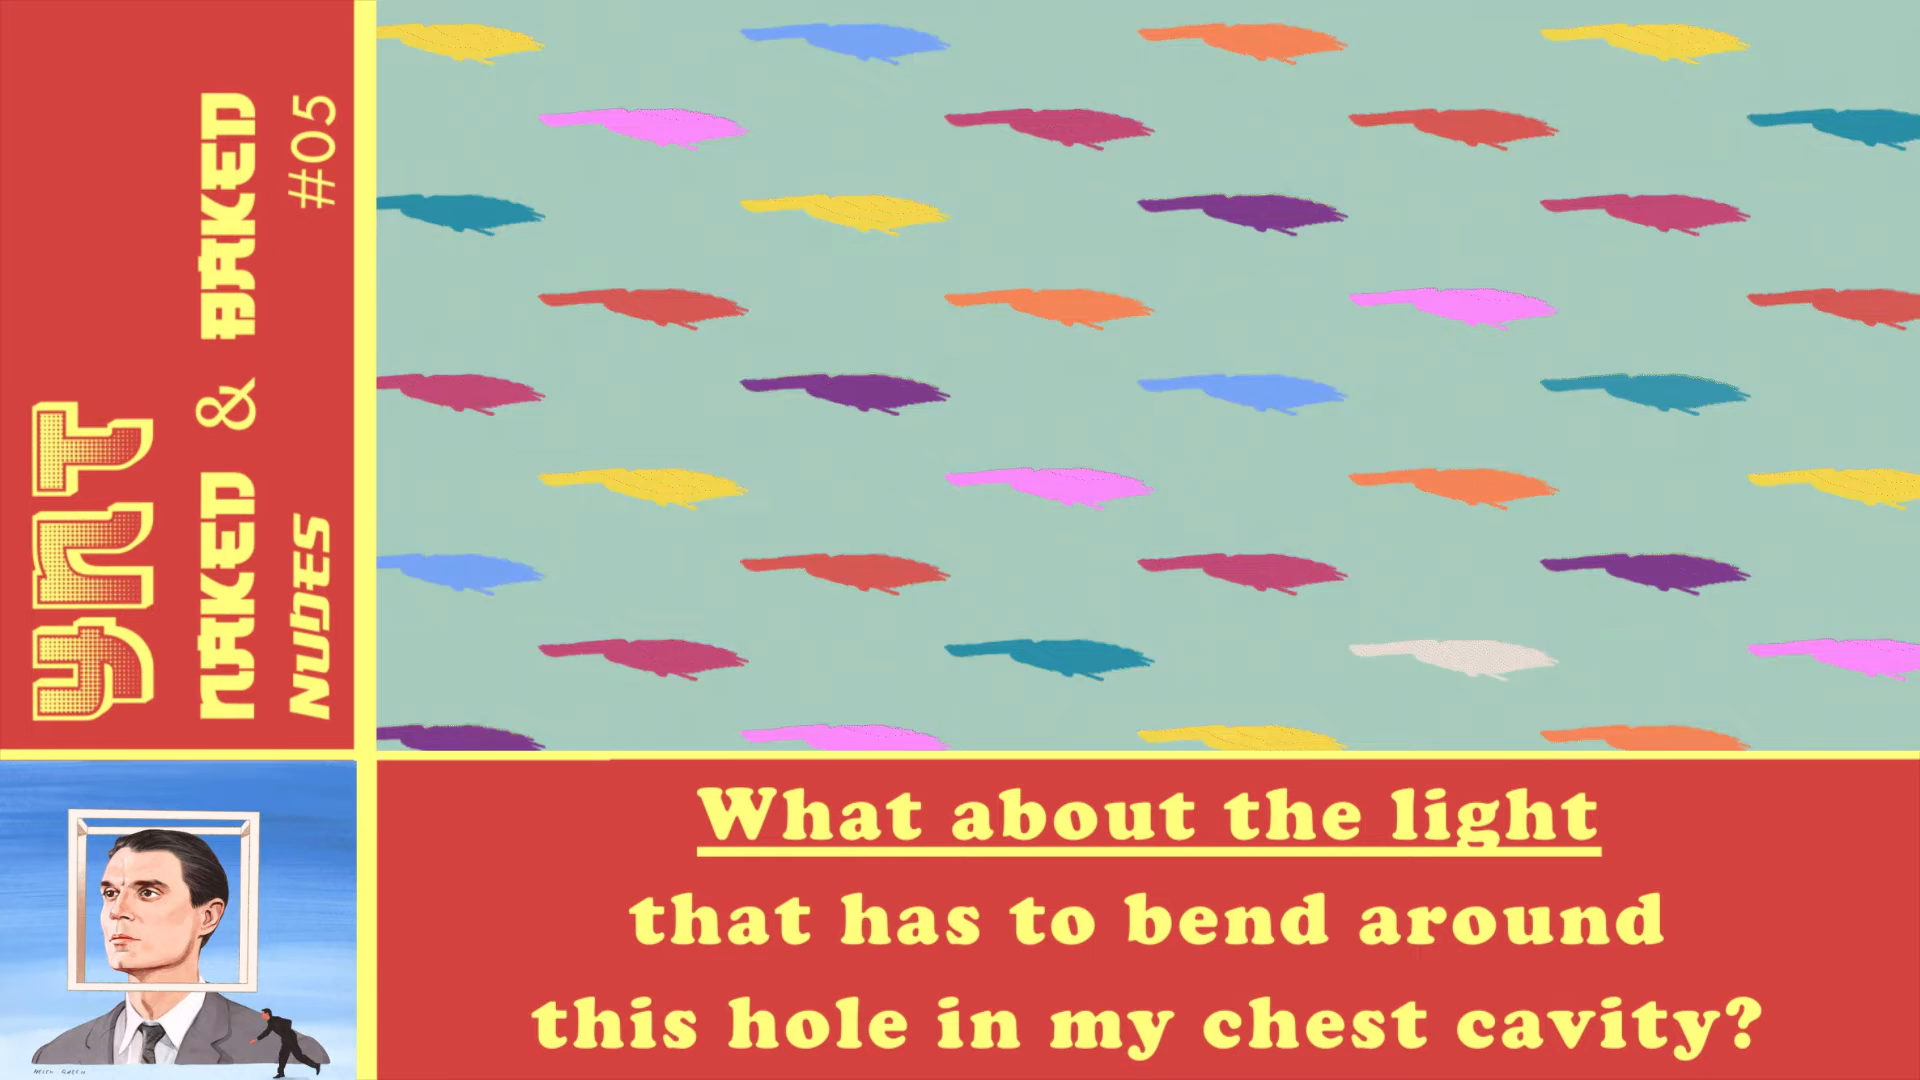 YNT
NAKED & BAKED
NUDES #05
What about the light
that has to bend around
this hole in my chest cavity?